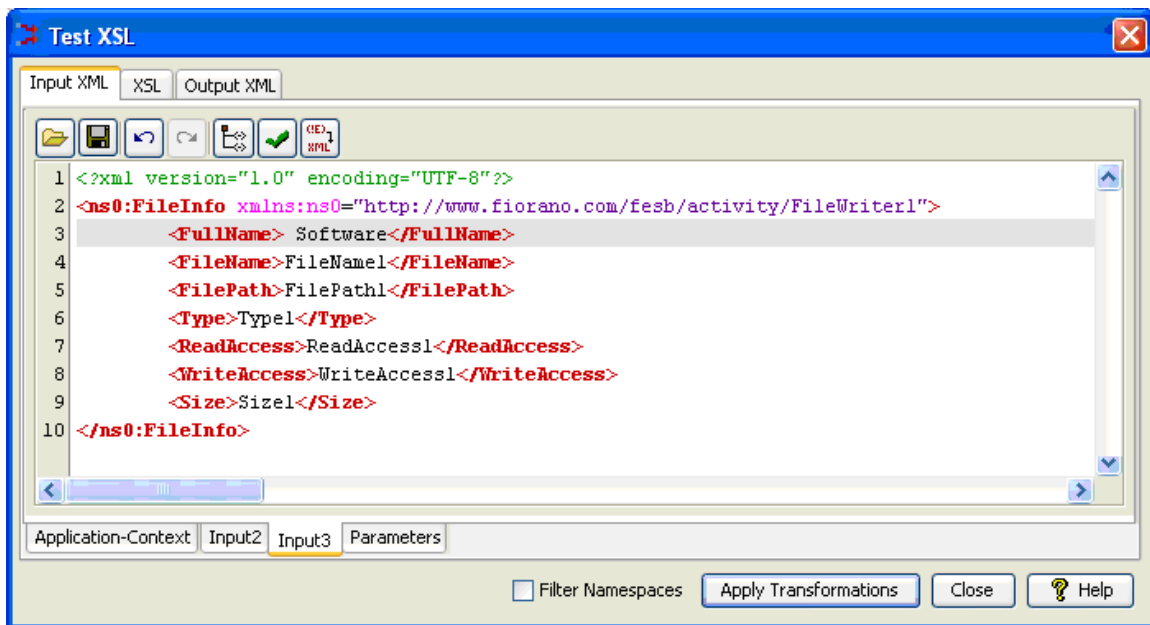 Test XSL
Input XML XSL Output XML
(IE) XML
1 <?xml version="1.0" encoding="UTF-8"?>
2 <ns0:FileInfo xmlns:ns0="http://www.fiorano.com/fesb/activity/FileWriter1">
3 <FullName> Software</FullName>
4 <FileName>FileName1</FileName>
5 <FilePath>FilePath1</FilePath>
6 <Type>Type1</Type>
7 <ReadAccess>ReadAccess1</ReadAccess>
8 <WriteAccess>WriteAccess1</WriteAccess>
9 <Size>Size1</Size>
10 </ns0:FileInfo>
Application-Context Input2 Input3 Parameters
Filter Namespaces Apply Transformations Close Help